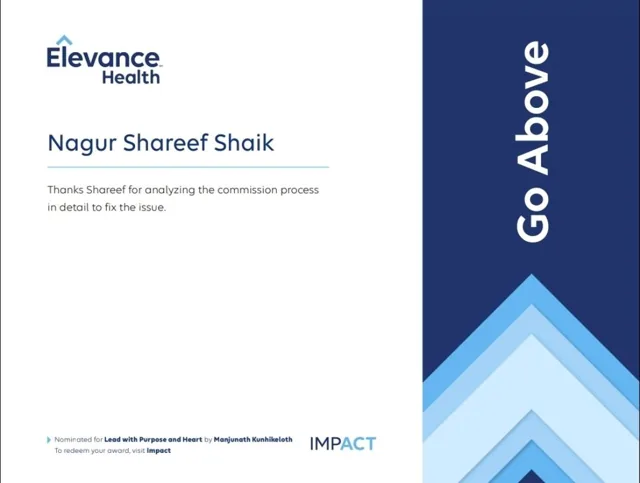 Elevance
Health
Nagur Shareef Shaik
Thanks Shareef for analyzing the commission process
in detail to fix the issue.
Nominated for Lead with Purpose and Heart by Manjunath Kunhikeloth
To redeem your award, visit Impact
IMPACT
Go Above